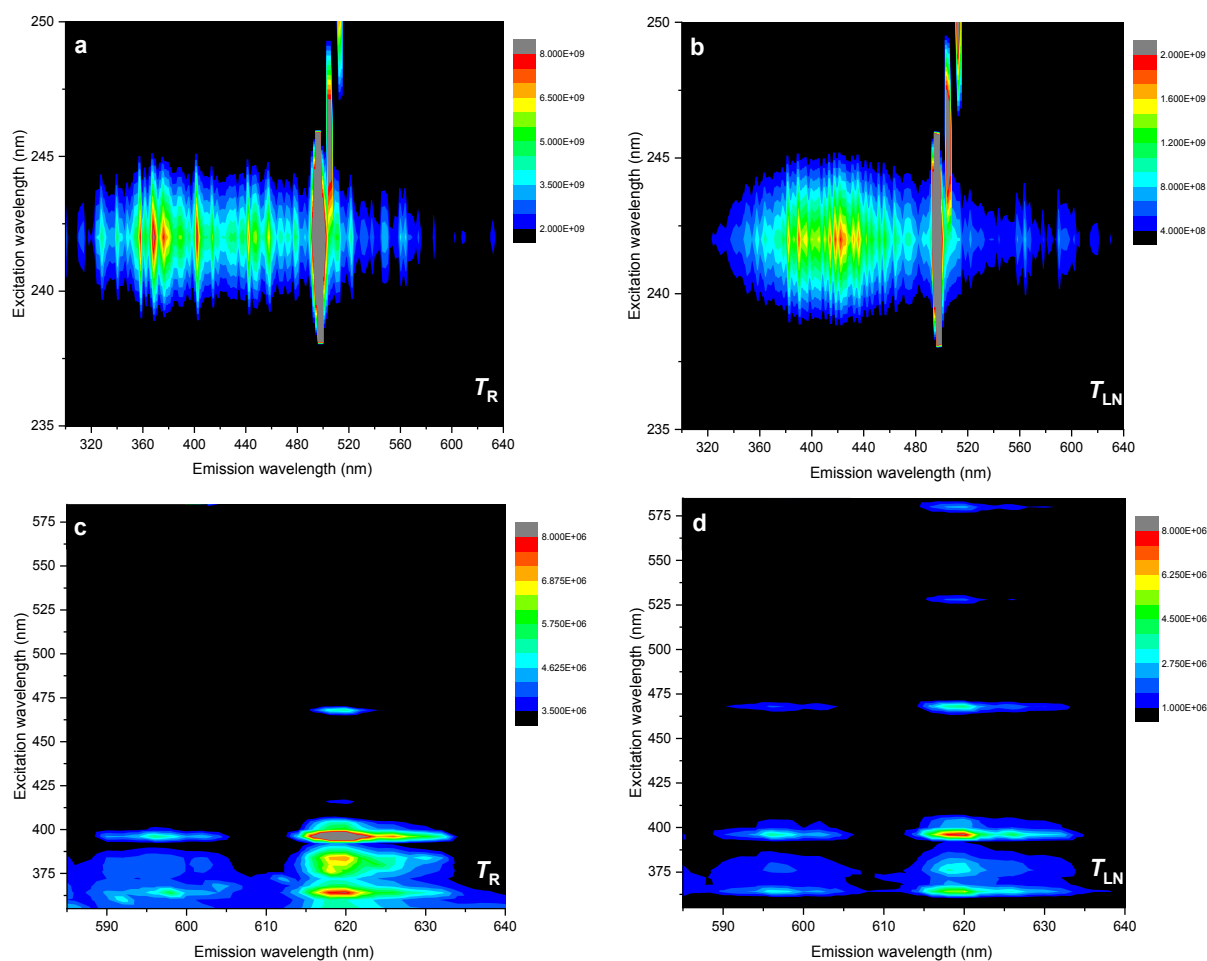 a
250
245
240
235
Excitation wavelength (nm)
320 360 400 440 480 520 560 600 640
Emission wavelength (nm)
T_R
8.000E+09
6.500E+09
5.000E+09
3.500E+09
2.000E+09
b
250
245
240
235
Excitation wavelength (nm)
320 360 400 440 480 520 560 600 640
Emission wavelength (nm)
T_LN
2.000E+09
1.600E+09
1.200E+09
8.000E+08
4.000E+08
c
575
550
525
500
475
450
425
400
375
Excitation wavelength (nm)
590 600 610 620 630 640
Emission wavelength (nm)
T_R
8.000E+06
6.875E+06
5.750E+06
4.625E+06
3.500E+06
d
575
550
525
500
475
450
425
400
375
Excitation wavelength (nm)
590 600 610 620 630 640
Emission wavelength (nm)
T_LN
8.000E+06
6.250E+06
4.500E+06
2.750E+06
1.000E+06